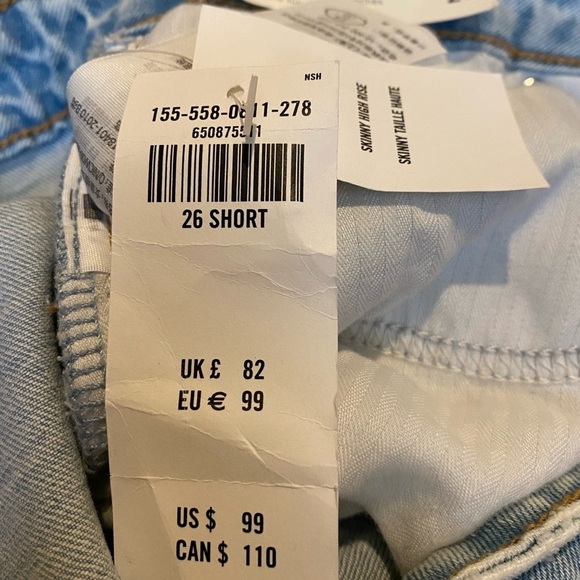 NSH
155-558-0811-278
650875511
26 SHORT
UK £ 82
EU € 99
US $ 99
CAN $ 110
SKINNY HIGH RISE
SKINNY TAILLE HAUTE